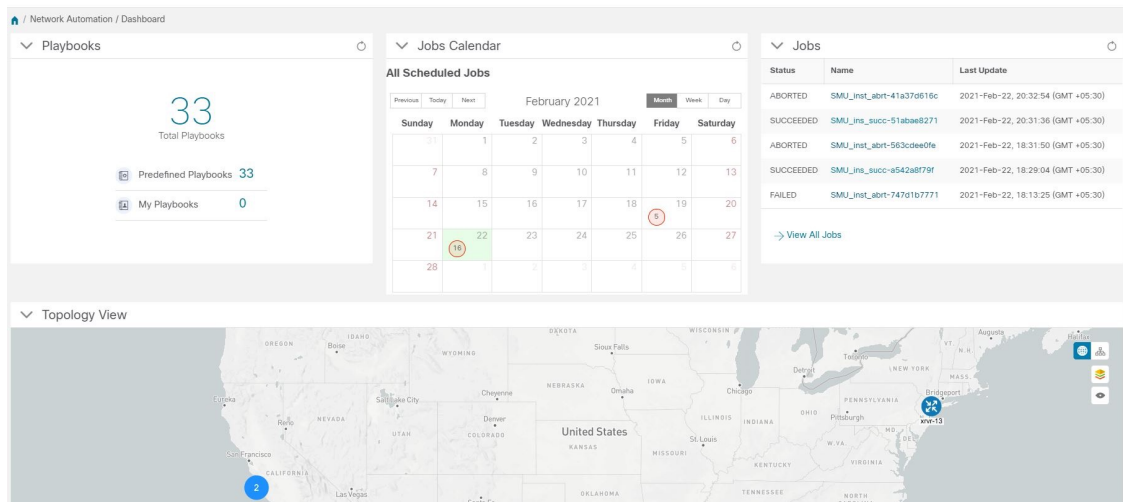 / Network Automation / Dashboard
Playbooks
33
Total Playbooks
Predefined Playbooks 33
My Playbooks 0
Jobs Calendar
All Scheduled Jobs
Previous Today Next February 2021 Month Week Day
Sunday Monday Tuesday Wednesday Thursday Friday Saturday
31 1 2 3 4 5 6
7 8 9 10 11 12 13
14 15 16 17 18 19 20
5
21 22 23 24 25 26 27
16
28 1 2 3 4 5 6
Jobs
Status Name Last Update
ABORTED SMU_inst_abrt-41a37d616c 2021-Feb-22, 20:32:54 (GMT +05:30)
SUCCEEDED SMU_ins_succ-51abae8271 2021-Feb-22, 20:31:36 (GMT +05:30)
ABORTED SMU_inst_abrt-563cdee0fe 2021-Feb-22, 18:31:50 (GMT +05:30)
SUCCEEDED SMU_ins_succ-a542a8f79f 2021-Feb-22, 18:29:04 (GMT +05:30)
FAILED SMU_inst_abrt-747d1b7771 2021-Feb-22, 18:13:25 (GMT +05:30)
View All Jobs
Topology View
DAKOTA WISCONSIN Augusta
OREGON IDAHO Halifax
Boise Sioux Falls VT. N.H.
WYOMING Toronto
Detroit NEW YORK MASS.
Eureka Salt Lake City Cheyenne NEBRASKA Omaha IOWA Chicago Bridgeport
PENNSYLVANIA
Reno NEVADA Denver ILLINOIS INDIANA OHIO Pittsburgh xrvr-13
UTAH COLORADO United States MD. DE.
San Francisco KANSAS MISSOURI St. Louis W.VA.
KENTUCKY VIRGINIA
CALIFORNIA
2 Las Vegas Santa Fe OKLAHOMA TENNESSEE NORTH